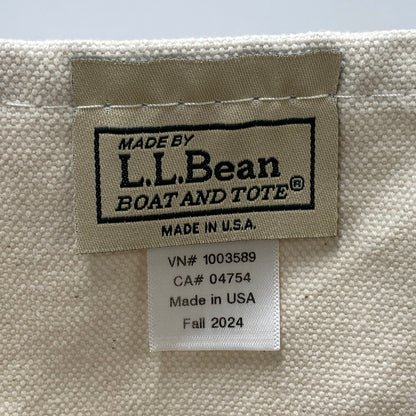 MADE BY
L.L.Bean
BOAT AND TOTE®
MADE IN U.S.A.
VN# 1003589
CA# 04754
Made in USA
Fall 2024